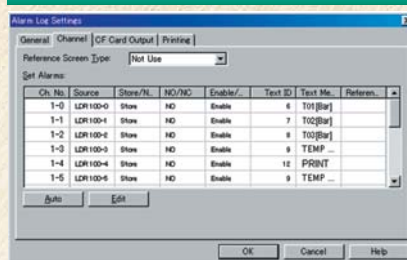 Alarm Log Settings
General Channel CF Card Output Printing
Reference Screen Type: Not Use
Set Alarms:
Ch. No. Source Store/N.. NO/NC Enable/.. Text ID Text Me.. Referen..
1-0 LDR100-0 Store NO Enable 6 T01[Bar]
1-1 LDR100-1 Store NO Enable 7 T02[Bar]
1-2 LDR100-2 Store NO Enable 8 T03[Bar]
1-3 LDR100-3 Store NO Enable 9 TEMP ...
1-4 LDR100-4 Store NO Enable 12 PRINT
1-5 LDR100-5 Store NO Enable 9 TEMP ...
Auto Edit
OK Cancel Help